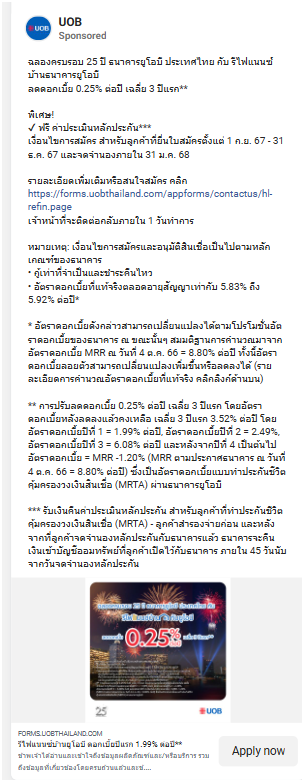 UOB
Sponsored
ฉลองครบรอบ 25 ปี ธนาคารยูโอบี ประเทศไทย กับ รีไฟแนนซ์
บ้านธนาคารยูโอบี
ลดดอกเบี้ย 0.25% ต่อปี เฉลี่ย 3 ปีแรก**
พิเศษ!
✓ ฟรี ค่าประเมินหลักประกัน***
เงื่อนไขการสมัคร สำหรับลูกค้าที่ยื่นใบสมัครตั้งแต่ 1 ก.ย. 67 - 31
ธ.ค. 67 และจดจำนองภายใน 31 ม.ค. 68
รายละเอียดเพิ่มเติมหรือสนใจสมัคร คลิก
https://forms.uobthailand.com/appforms/contactus/hl-
refin.page
เจ้าหน้าที่จะติดต่อกลับภายใน 1 วันทำการ
หมายเหตุ: เงื่อนไขการสมัครและอนุมัติสินเชื่อเป็นไปตามหลัก
เกณฑ์ของธนาคาร
• กู้เท่าที่จำเป็นและชำระคืนไหว
• อัตราดอกเบี้ยที่แท้จริงตลอดอายุสัญญาเท่ากับ 5.83% ถึง
5.92% ต่อปี*
* อัตราดอกเบี้ยดังกล่าวสามารถเปลี่ยนแปลงได้ตามโปรโมชั่นอัต
ราดอกเบี้ยของธนาคาร ณ ขณะนั้นๆ สมมติฐานการคำนวณมาจาก
อัตราดอกเบี้ย MRR ณ วันที่ 4 ต.ค. 66 = 8.80% ต่อปี ทั้งนี้อัตรา
ดอกเบี้ยลอยตัวสามารถเปลี่ยนแปลงเพิ่มขึ้นหรือลดลงได้ (ราย
ละเอียดการคำนวณอัตราดอกเบี้ยที่แท้จริง คลิกลิงก์ด้านบน)
** การปรับลดดอกเบี้ย 0.25% ต่อปี เฉลี่ย 3 ปีแรก โดยอัตรา
ดอกเบี้ยหลังลดลงแล้วคงเหลือ เฉลี่ย 3 ปีแรก 3.52% ต่อปี โดย
อัตราดอกเบี้ยปีที่ 1 = 1.99% ต่อปี, อัตราดอกเบี้ยปีที่ 2 = 2.49%,
อัตราดอกเบี้ยปีที่ 3 = 6.08% ต่อปี และหลังจากปีที่ 4 เป็นต้นไป
อัตราดอกเบี้ย = MRR -1.20% (MRR ตามประกาศธนาคาร ณ วัน
ที่ 4 ต.ค. 66 = 8.80% ต่อปี) ซึ่งเป็นอัตราดอกเบี้ยแบบทำประกันชีวิต
คุ้มครองวงเงินสินเชื่อ (MRTA) ผ่านธนาคารยูโอบี
*** รับเงินคืนค่าประเมินหลักประกัน สำหรับลูกค้าที่ทำประกันชีวิต
คุ้มครองวงเงินสินเชื่อ (MRTA) - ลูกค้าสำรองจ่ายก่อน และหลัง
จากที่ลูกค้าจดจำนองหลักประกันกับธนาคารแล้ว ธนาคารจะคืน
เงินเข้าบัญชีออมทรัพย์ที่ลูกค้าเปิดไว้กับธนาคาร ภายใน 45 วันนับ
จากวันจดจำนองหลักประกัน
0.25%
25
UOB
FORMS.UOBTHAILAND.COM
รีไฟแนนซ์บ้านยูโอบี ดอกเบี้ยปีแรก 1.99% ต่อปี**
ข้าพเจ้าได้อ่านและเข้าใจถึงข้อมูลผลิตภัณฑ์และ/หรือบริการ รวม
ถึงข้อมูลที่เกี่ยวข้องโดยครบถ้วนแล้วและข้....
Apply now